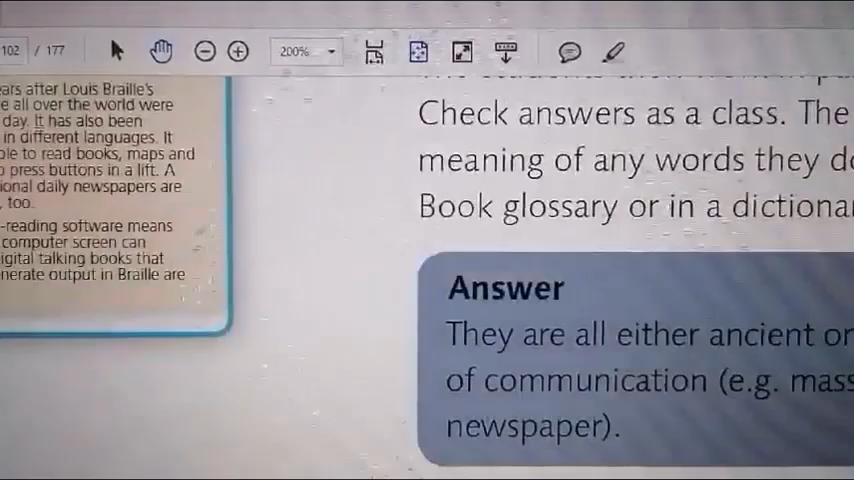 102 / 177
200%
ears after Louis Braille's
e all over the world were
day. It has also been
in different languages. It
ble to read books, maps and
o press buttons in a lift. A
ional daily newspapers are
, too.
-reading software means
computer screen can
igital talking books that
enerate output in Braille are
Check answers as a class. The
meaning of any words they do
Book glossary or in a dictionar
Answer
They are all either ancient or
of communication (e.g. mass
newspaper).